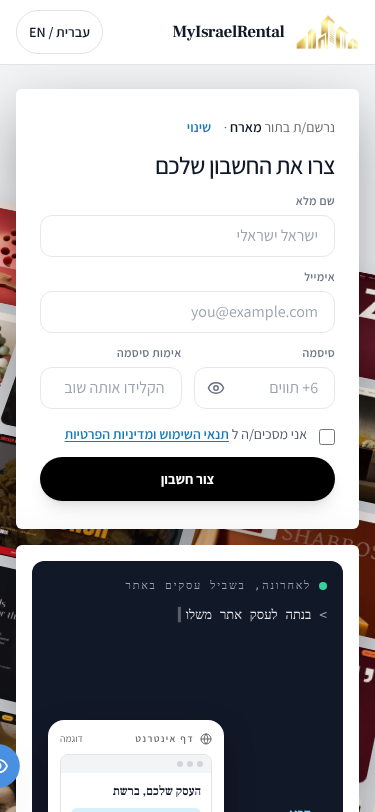 MyIsraelRental
עברית / EN
נרשם/ת בתור מארח · שינוי
צרו את החשבון שלכם
שם מלא
ישראל ישראלי
אימייל
you@example.com
סיסמה
אימות סיסמה
6+ תווים
הקלידו אותה שוב
אני מסכים/ה ל תנאי השימוש ומדיניות הפרטיות
צור חשבון
SHABROS
לאחרונה, בשביל עסקים באתר
> בנתה לעסק אתר משלו
דף אינטרנט
דוגמה
העסק שלכם, ברשת